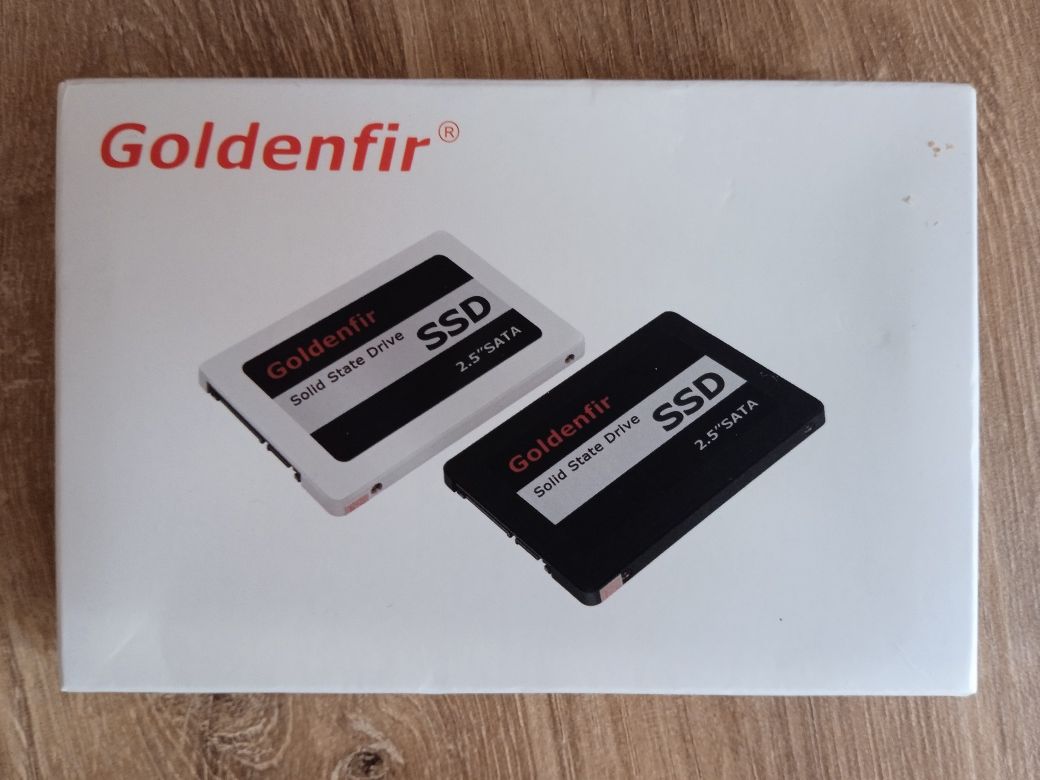 Goldenfir®
Goldenfir
Solid State Drive
SSD
2.5"SATA
Goldenfir
Solid State Drive
SSD
2.5"SATA